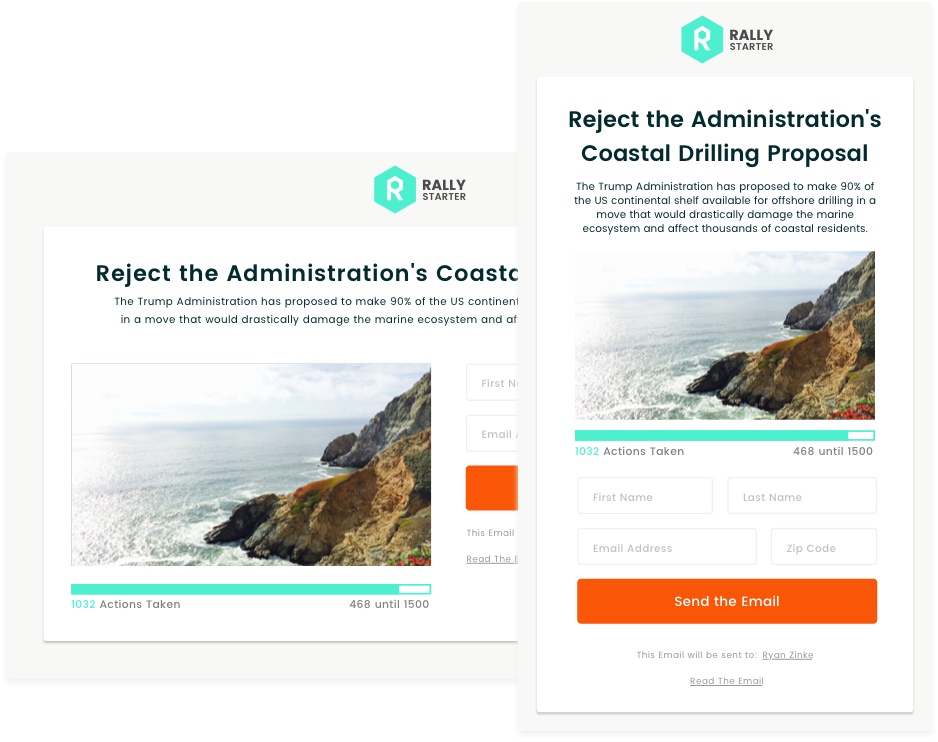 RALLY
STARTER
Reject the Administration's Coasta
The Trump Administration has proposed to make 90% of the US continent
in a move that would drastically damage the marine ecosystem and af
First N
Email A
This Email
Read The E
1032 Actions Taken
468 until 1500
RALLY
STARTER
Reject the Administration's
Coastal Drilling Proposal
The Trump Administration has proposed to make 90% of
the US continental shelf available for offshore drilling in a
move that would drastically damage the marine
ecosystem and affect thousands of coastal residents.
1032 Actions Taken
468 until 1500
First Name
Last Name
Email Address
Zip Code
Send the Email
This Email will be sent to: Ryan Zinke
Read The Email